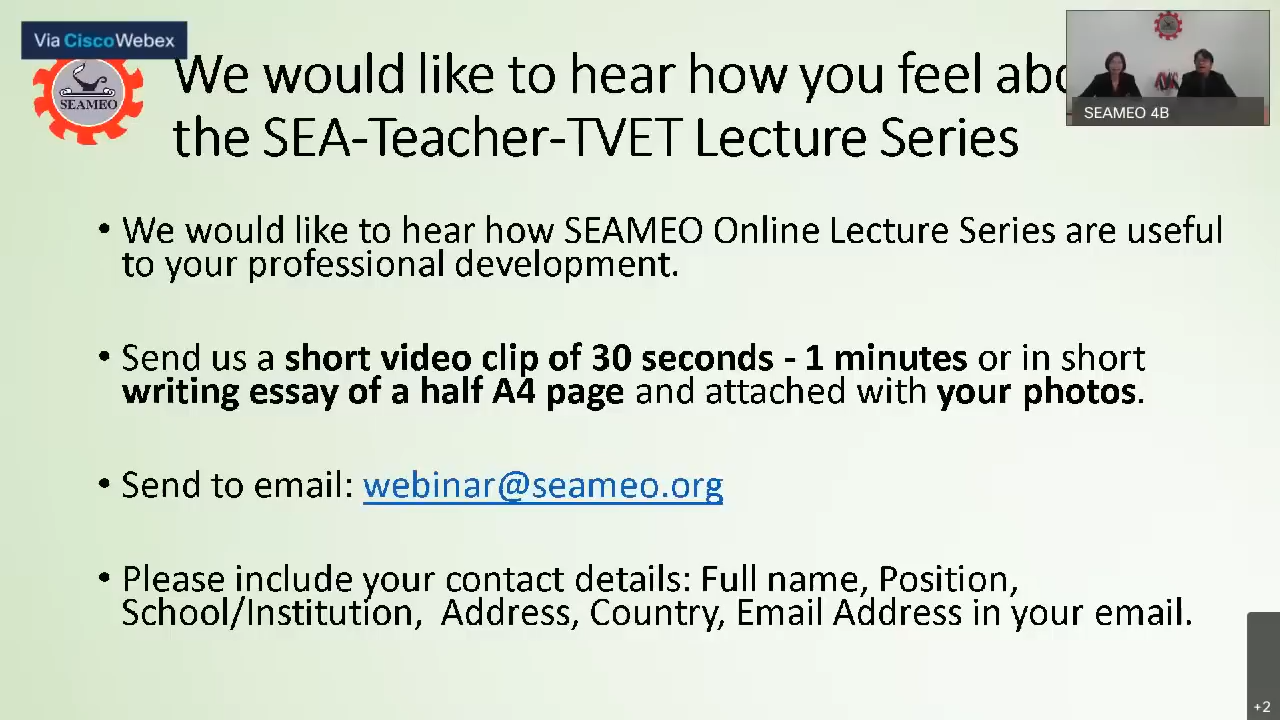 Via CiscoWebex
SEAMEO
We would like to hear how you feel abo
the SEA-Teacher-TVET Lecture Series
SEAMEO 4B
• We would like to hear how SEAMEO Online Lecture Series are useful
to your professional development.
• Send us a short video clip of 30 seconds - 1 minutes or in short
writing essay of a half A4 page and attached with your photos.
• Send to email: webinar@seameo.org
• Please include your contact details: Full name, Position,
School/Institution,  Address, Country, Email Address in your email.
+2